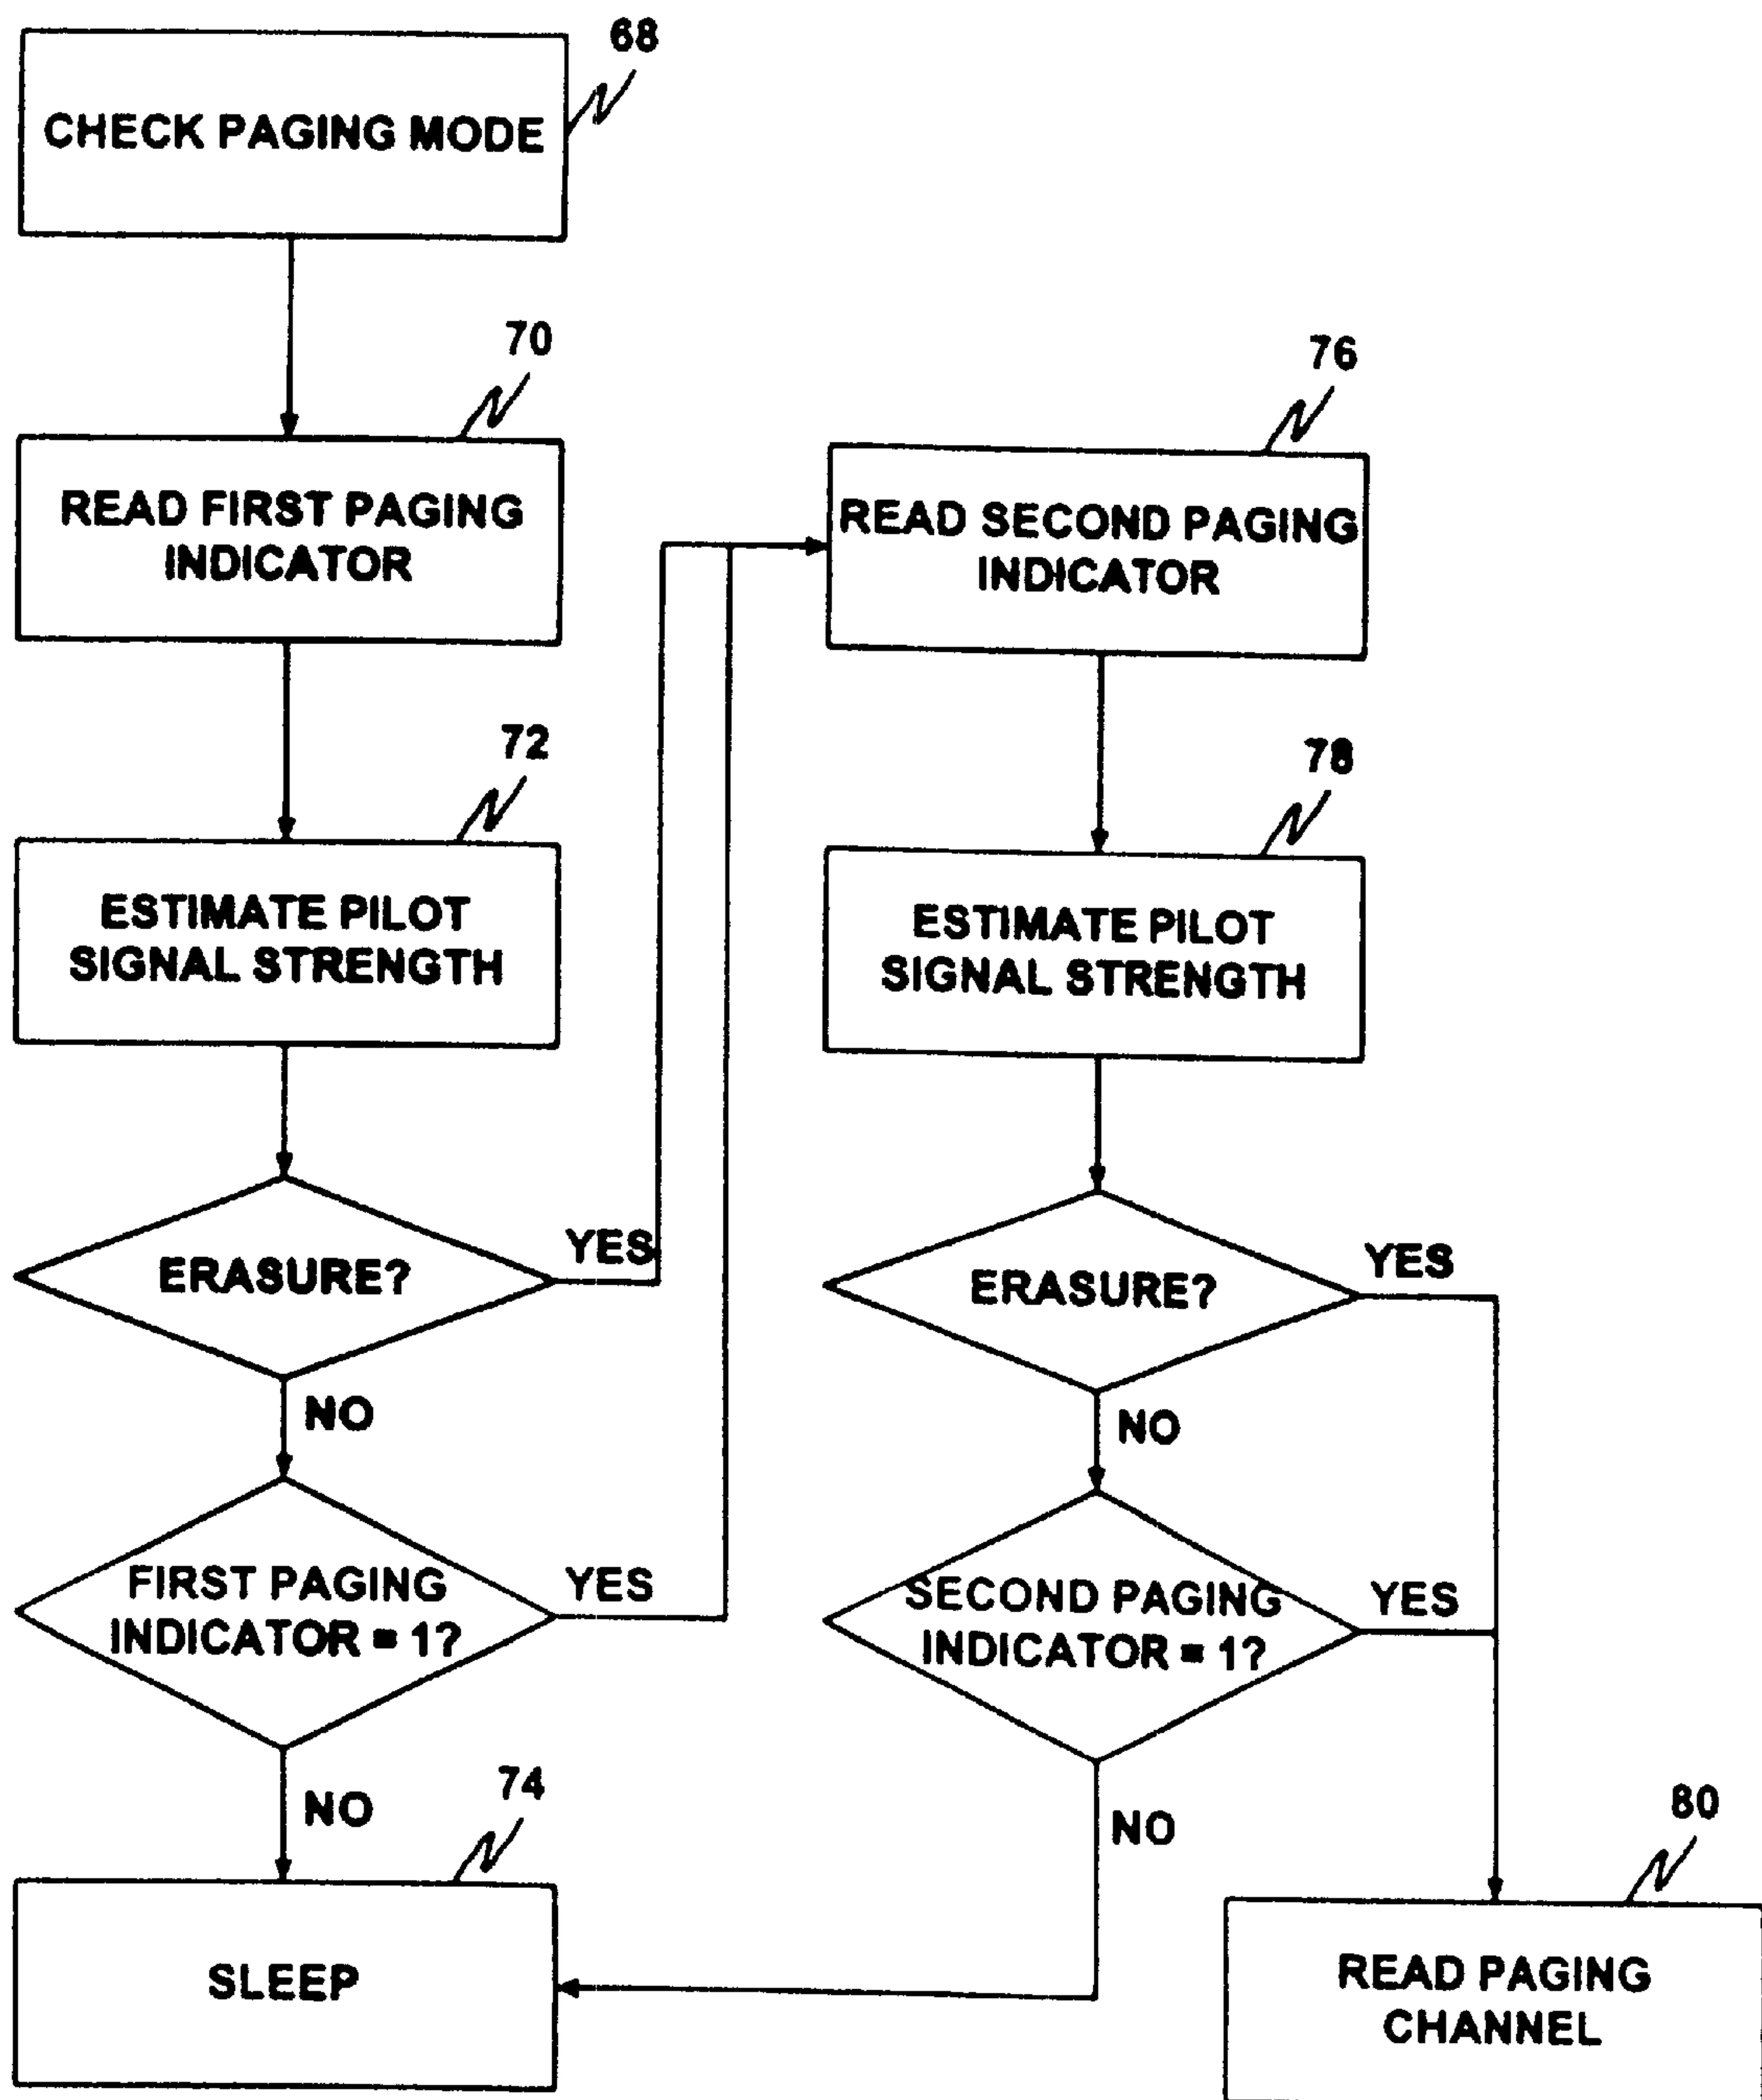 68
CHECK PAGING MODE
70
READ FIRST PAGING
INDICATOR
72
ESTIMATE PILOT
SIGNAL STRENGTH
ERASURE?
YES
NO
FIRST PAGING
INDICATOR = 1?
YES
NO
74
SLEEP
76
READ SECOND PAGING
INDICATOR
78
ESTIMATE PILOT
SIGNAL STRENGTH
ERASURE?
YES
NO
SECOND PAGING
INDICATOR = 1?
YES
NO
80
READ PAGING
CHANNEL